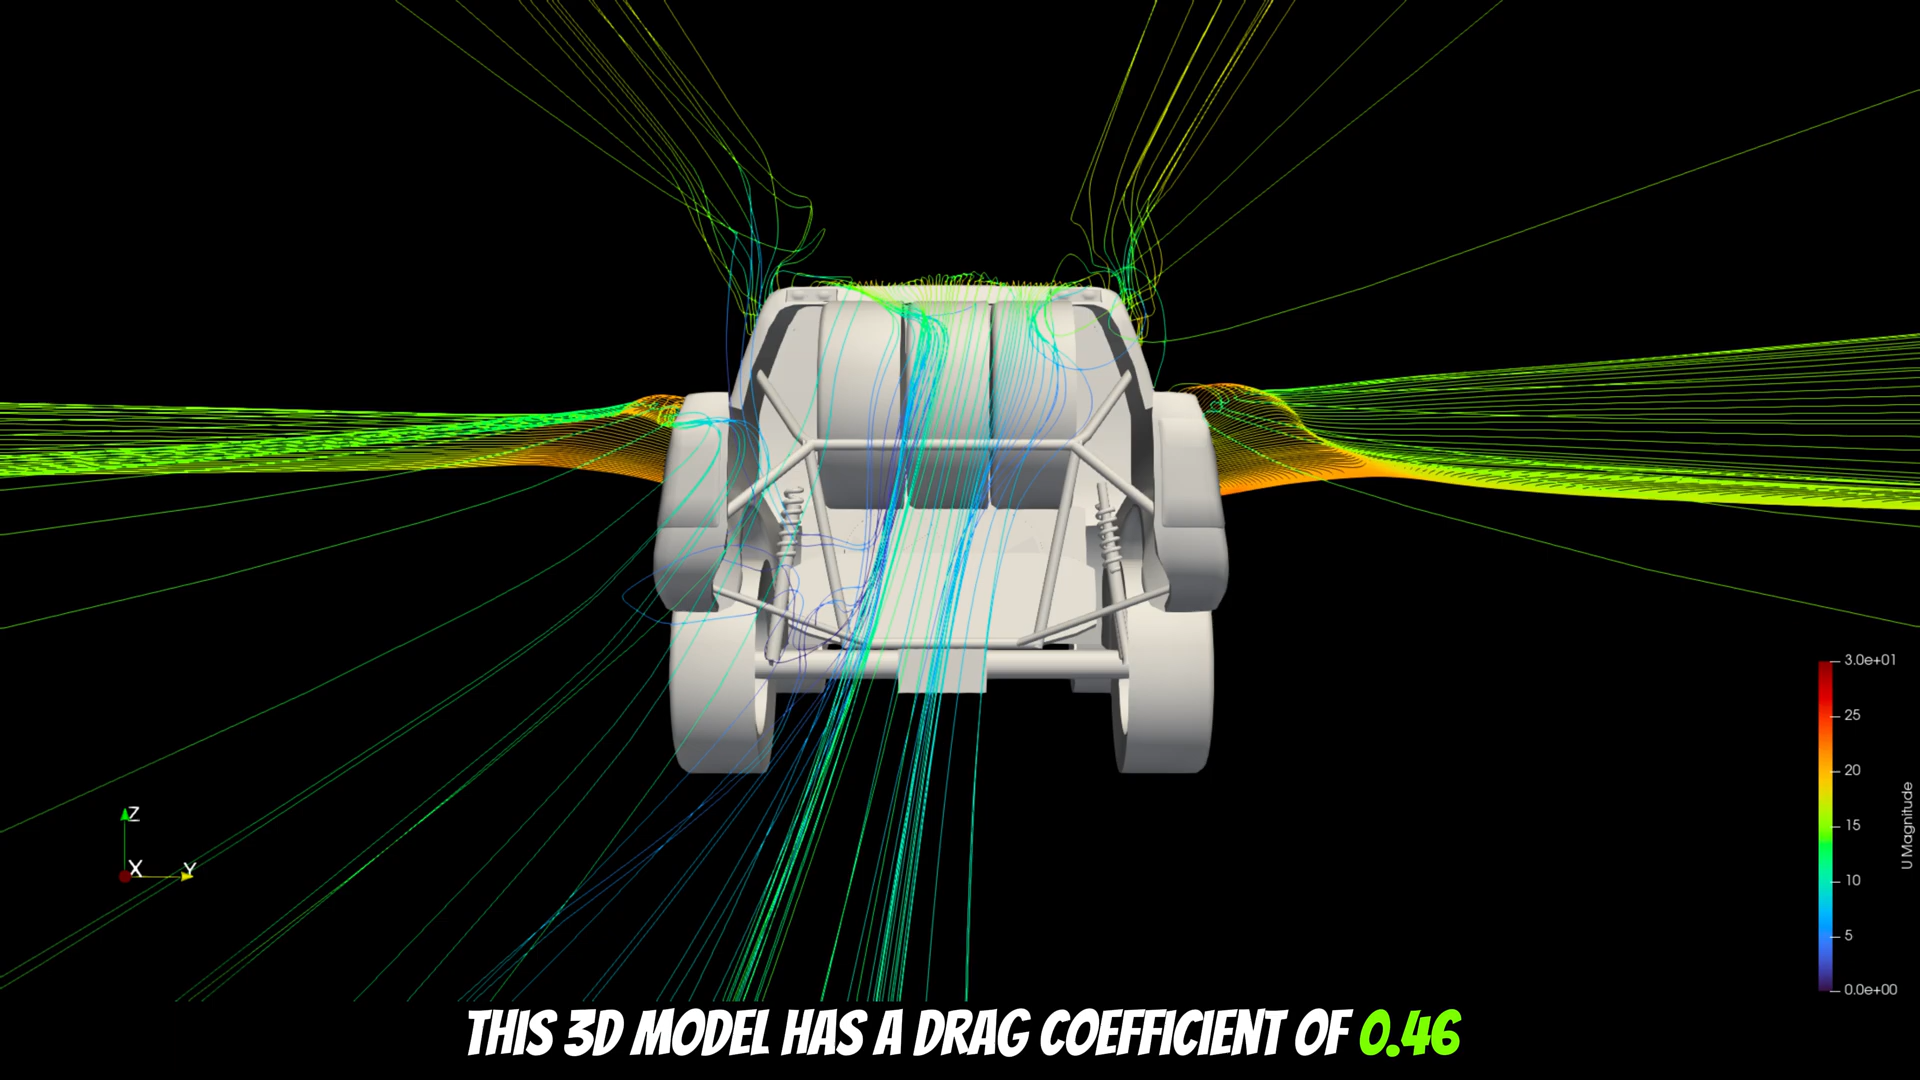 3.0e+01
25
20
15
10
5
0.0e+00
U Magnitude
Z
X
Y
THIS 3D MODEL HAS A DRAG COEFFICIENT OF 0.46